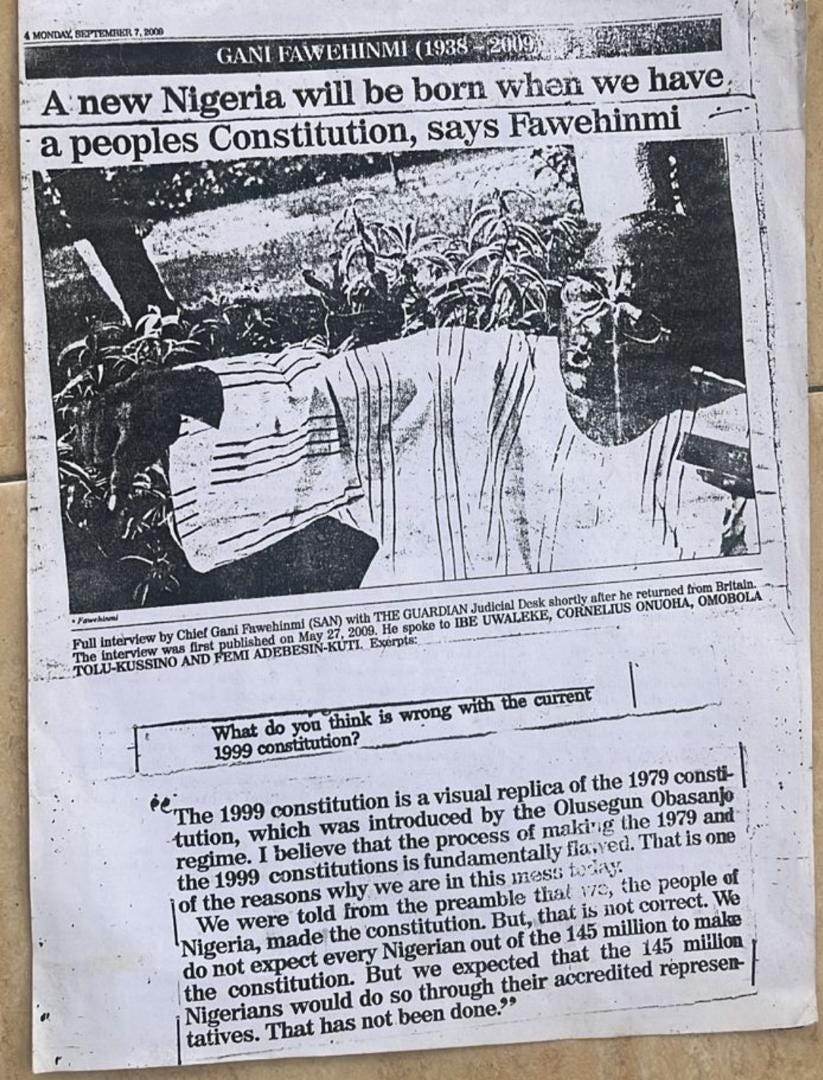 4 MONDAY, SEPTEMBER 7, 2009
GANI FAWEHINMI (1938 - 2009)
A new Nigeria will be born when we have
a peoples Constitution, says Fawehinmi
• Fawehinmi
Full interview by Chief Gani Fawehinmi (SAN) with THE GUARDIAN Judicial Desk shortly after he returned from Britain.
The interview was first published on May 27, 2009. He spoke to IBE UWALEKE, CORNELIUS ONUOHA, OMOBOLA
TOLU-KUSSINO AND FEMI ADEBESIN-KUTI. Exerpts:
What do you think is wrong with the current
1999 constitution?
“The 1999 constitution is a visual replica of the 1979 consti-
tution, which was introduced by the Olusegun Obasanjo
regime. I believe that the process of making the 1979 and
the 1999 constitutions is fundamentally flawed. That is one
of the reasons why we are in this mess today.
We were told from the preamble that we, the people of
Nigeria, made the constitution. But, that is not correct. We
do not expect every Nigerian out of the 145 million to make
the constitution. But we expected that the 145 million
Nigerians would do so through their accredited represen-
tatives. That has not been done.”